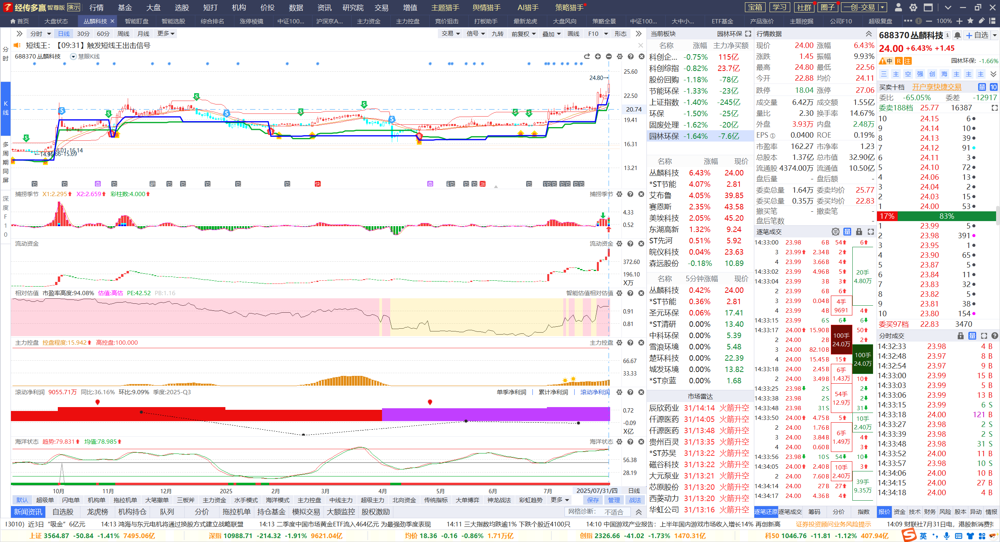 经传多赢 智尊版 演示 行情 基金 大盘 选股 短打 机构 价投 数据 资讯 研究院 交易 增值 主题猎手 舆情猎手 AI猎手 策略猎手 宝箱 学习 社群 圈子 一创-交易
首页 大盘状态 丛麟科技 智能盯盘 智能选股 综合排名 涨停棱镜 中证100... 沪深京A... 主力资金 主力控盘 竞价狙击 打板助手 最新龙虎 大盘风向 策略全景 中证100... 大中小... ETF基金 产品涨价 主题挖掘 公司F10 超级复盘 100%
分时 日线 30分 60分 周线 月线 更多 交易 信号 九转 前复权 叠加 画线 F10 形态
短线王：【09:31】触发短线王出击信号
688370 丛麟科技 慧眼K线
分时
K线
多周期同屏
深度F10
24.80→
25.60
22.50
20.74
19.41
16.31
13.21
16.01-16.14
←14.95
捕捞季节 X1:2.295 X2:2.659 彩柱数:4.000 捕捞季节
4.33
0.52
流动资金 流动资金
372.60
196.10
X万
相对估值 市盈率高度:94.08% 估值:高估 PE:42.52 PB:1.16 智能估值相对估值
0.91
0.81
主力控盘 控盘程度:15.942 高控盘:100.000 主力控盘
66.67
33.33
滚动净利润 9055.71万 同比:36.16% 环比:9.09% 季度:2025-Q3 单季净利润 | 累计净利润 | 滚动净利润
0.72
-0.09
X亿
海洋状态 趋势:79.831 均值:78.985 海洋状态
56.38
28.19
10月 11月 12月 2025 2月 3月 4月 5月 6月 7月 2025/07/31/四 日线
默认 超级单 闪电单 机构单 拖拉机单 大笔撤单 三板斧 主力资金 水手模式 海洋模式 主力控盘 中线主力 超级主力 北向资金 传统指标 大单博弈 神龙战法 彩虹趋势 更多 保存 管理 战法
新闻资讯 自选股 龙虎榜 机构持仓 队列 分价 拖拉机单 持仓基金 模拟交易 大额监控 股权激励 网格诊断： 不适合
当前板块 园林环保
名称 涨幅 主力净买额
科创企... -0.75% 115亿
科创综指 -0.82% 23.7亿
股份回购 -1.18% -78亿
节能环保 -1.33% -23亿
上证指数 -1.40% -245亿
环保 -1.50% -25亿
固废处理 -1.62% -20亿
园林环保 -1.64% -7.6亿
名称 涨幅 现价
丛麟科技 6.43% 24.00
*ST节能 4.07% 2.81
艾布鲁 4.05% 39.85
赛恩斯 2.35% 43.58
美埃科技 2.05% 45.20
东湖高新 1.32% 9.24
ST先河 0.51% 5.92
皖仪科技 0.04% 23.63
森远股份 -0.18% 10.89
名称 5分钟涨幅 现价
丛麟科技 0.42% 24.00
*ST节能 0.36% 2.81
圣元环保 0.06% 17.41
*ST清研 0.00% 13.40
中科环保 0.00% 5.39
雪浪环境 0.00% 5.48
楚环科技 0.00% 22.39
城发环境 0.00% 13.82
*ST京蓝 0.00% 1.68
市场雷达
辰欣药业 31/14:14 火箭升空
仟源医药 31/14:05 火箭升空
仟源医药 31/13:48 火箭升空
贵州百灵 31/13:35 火箭升空
*ST苏吴 31/13:22 火箭升空
磁谷科技 31/13:22 火箭升空
大元泵业 31/13:21 火箭升空
芯原股份 31/13:20 火箭升空
西菱动力 31/13:20 火箭升空
华虹公司 31/13:16 火箭升空
行情数据
现价 24.00 涨幅 6.43%
涨跌 1.45 振幅 9.93%
最高 24.80 最低 22.56
今开 22.88 均价 24.11
跌停 18.04 涨停 27.06
成交量 6.42万 成交额 1.55亿
量比 2.30 换手率 14.67%
外盘 3.93万 内盘 2.48万
EPS① 0.0400 ROE 0.19%
市盈率 162.27 市净率 1.23
总股本 1.37亿 总市值 32.90亿
流通股 4374.00万 流通值 10.50亿
盘后量 - 盘后额 -
委卖总量 1.64万 委卖均价 25.77
委买总量 0.35万 委买均价 22.83
撤买笔 - 撤卖笔 -
盘后笔数 -
逐笔成交
14:33:00 23.98 6 B 54 6
3 23.99 2.34 B 2
4 23.99 3.66 B 4
14:33:02 23.99 4.96 B 5
14:33:04 23.99 3 B 3
2 23.99 6 B 6
3 23.99 0.04 B
4 23.99 4 B 4
14:33:15 23.99 6 S 6 6
14:33:17 24.00 15.90 B 50
2 24.00 2 B 2
3 24.00 82.10 B
4 24.00 15.45 B 15
14:33:18 24.00 2.45 B
2 24.00 3.49 B 10
14:33:25 23.98 2 S 2
14:33:38 23.98 2 S 2
14:33:48 23.98 31 S 31
14:33:50 24.00 4.75 B 5
2 24.00 1.76 B
3 24.00 3.84 B 4
4 24.00 0.60 B 3
14:33:56 23.98 10 S 54 10
14:34:05 24.00 2.40 B 3
2 24.00 7.60 B
14:34:14 24.00 27 B 27
14:34:17 24.00 4.36 B 4
20手 4.80万
4手 9691
100手 24.0万
100手 24.0万
6手 1.43万
54手 12.9万
10手 2.40万
6手 1.49万
10手 2.40万
39手 9.35万
逐笔还原 逐笔成交 筹码 分价 指数
688370 丛麟科技 自选
24.00 +6.43% +1.45
中 R 注 园林环保: -1.66%
三 主 空 强 创 海 主 主 主
买卖十档 开户享快捷交易 量 10
委比 -65.05% 委差 -12917
委卖188档 25.77 16387
10 24.15 6
9 24.14 10
8 24.13 39
7 24.12 91
6 24.11 3
5 24.10 72
4 24.06 13
3 24.04 2
2 24.03 15
1 24.00 53
17% 83%
1 23.99 5
2 23.98 391
3 23.95 1
4 23.90 65
5 23.87 5
6 23.84 11
7 23.83 32
8 23.82 5
9 23.81 38
10 23.80 154
委买97档 22.83 3470
分时成交
14:32:33 23.98 4 B
14:32:48 23.97 8 B
14:32:54 23.97 9 B
14:33:00 23.99 15 B
14:33:03 23.99 5 B
14:33:06 23.99 13 B
14:33:15 23.99 6 S
14:33:18 24.00 121 B
14:33:27 23.98 2 S
14:33:39 23.98 2 S
14:33:48 23.98 31 S
14:33:52 24.00 11 B
14:33:57 23.98 10 S
14:34:06 24.00 10 B
14:34:15 24.00 27 B
14:34:18 24.00 4 B
报价 资金 技术 财务 风险 股本 异动 情报
13010）近3日“吸金”6亿元 14:13 鸿海与东元电机将通过换股方式建立战略联盟 14:13 二季度中国市场黄金ETF流入464亿元 为最强劲季度表现 14:11 三大指数均跌逾1% 下跌个股近4100只 14:10 中国游戏产业报告：上半年国内游戏市场收入增长14% 再创新高 证券投资顾问业务风险提示 14:09 财联社7月31日电，港股新消费
上证 3564.87 -50.84 -1.41% 7495.06亿 深指 10988.71 -214.32 -1.91% 9621.04亿 均价 18.36 -0.16 -0.86% 1.71万亿 创指 2326.66 -41.02 -1.73% 1470.31亿 科50 1046.76 -11.81 -1.12% 407.94亿 英